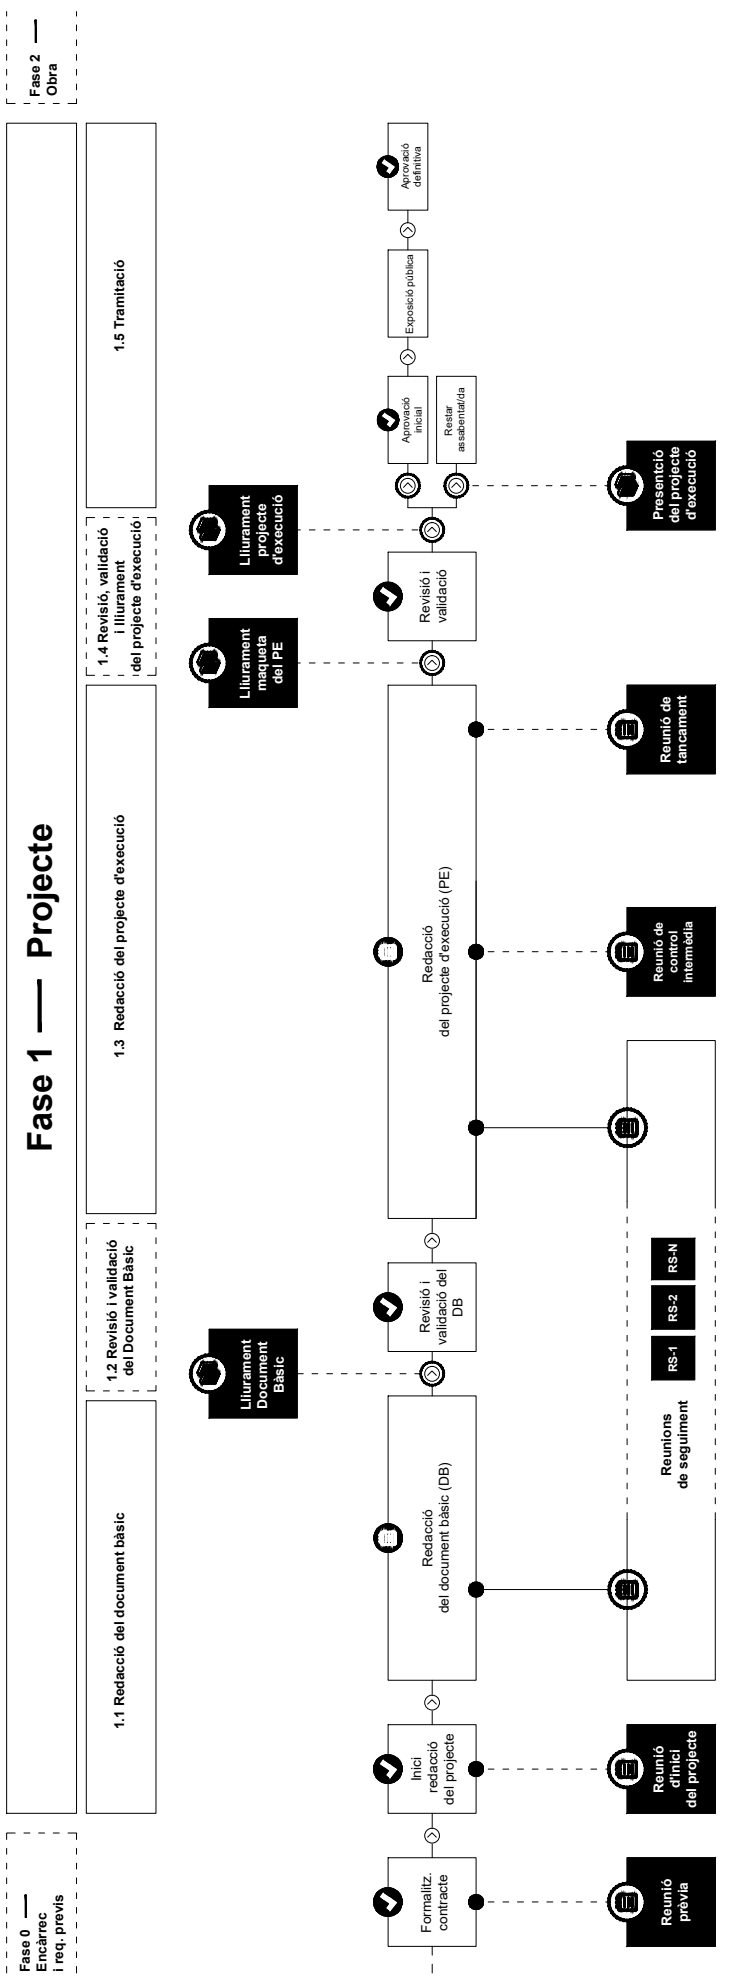 Fase 0 —
Encàrrec
i req. previs
Fase 1 — Projecte
Fase 2 —
Obra
1.1 Redacció del document bàsic
1.2 Revisió i validació
del Document Bàsic
1.3 Redacció del projecte d'execució
1.4 Revisió, validació
i lliurament
del projecte d'execució
1.5 Tramitació
Lliurament
Document
Bàsic
Lliurament
maqueta
del PE
Lliurament
projecte
d'execució
Formalitz.
contracte
Inici
redacció
del projecte
Redacció
del document bàsic (DB)
Revisió i
validació del
DB
Redacció
del projecte d'execució (PE)
Revisió i
validació
Aprovació
inicial
Restar
assabentat/da
Exposició pública
Aprovació
definitiva
Reunió
prèvia
Reunió
d'inici
del projecte
Reunions
de seguiment
RS-1
RS-2
RS-N
Reunió de
control
intermèdia
Reunió de
tancament
Presentció
del projecte
d'execució